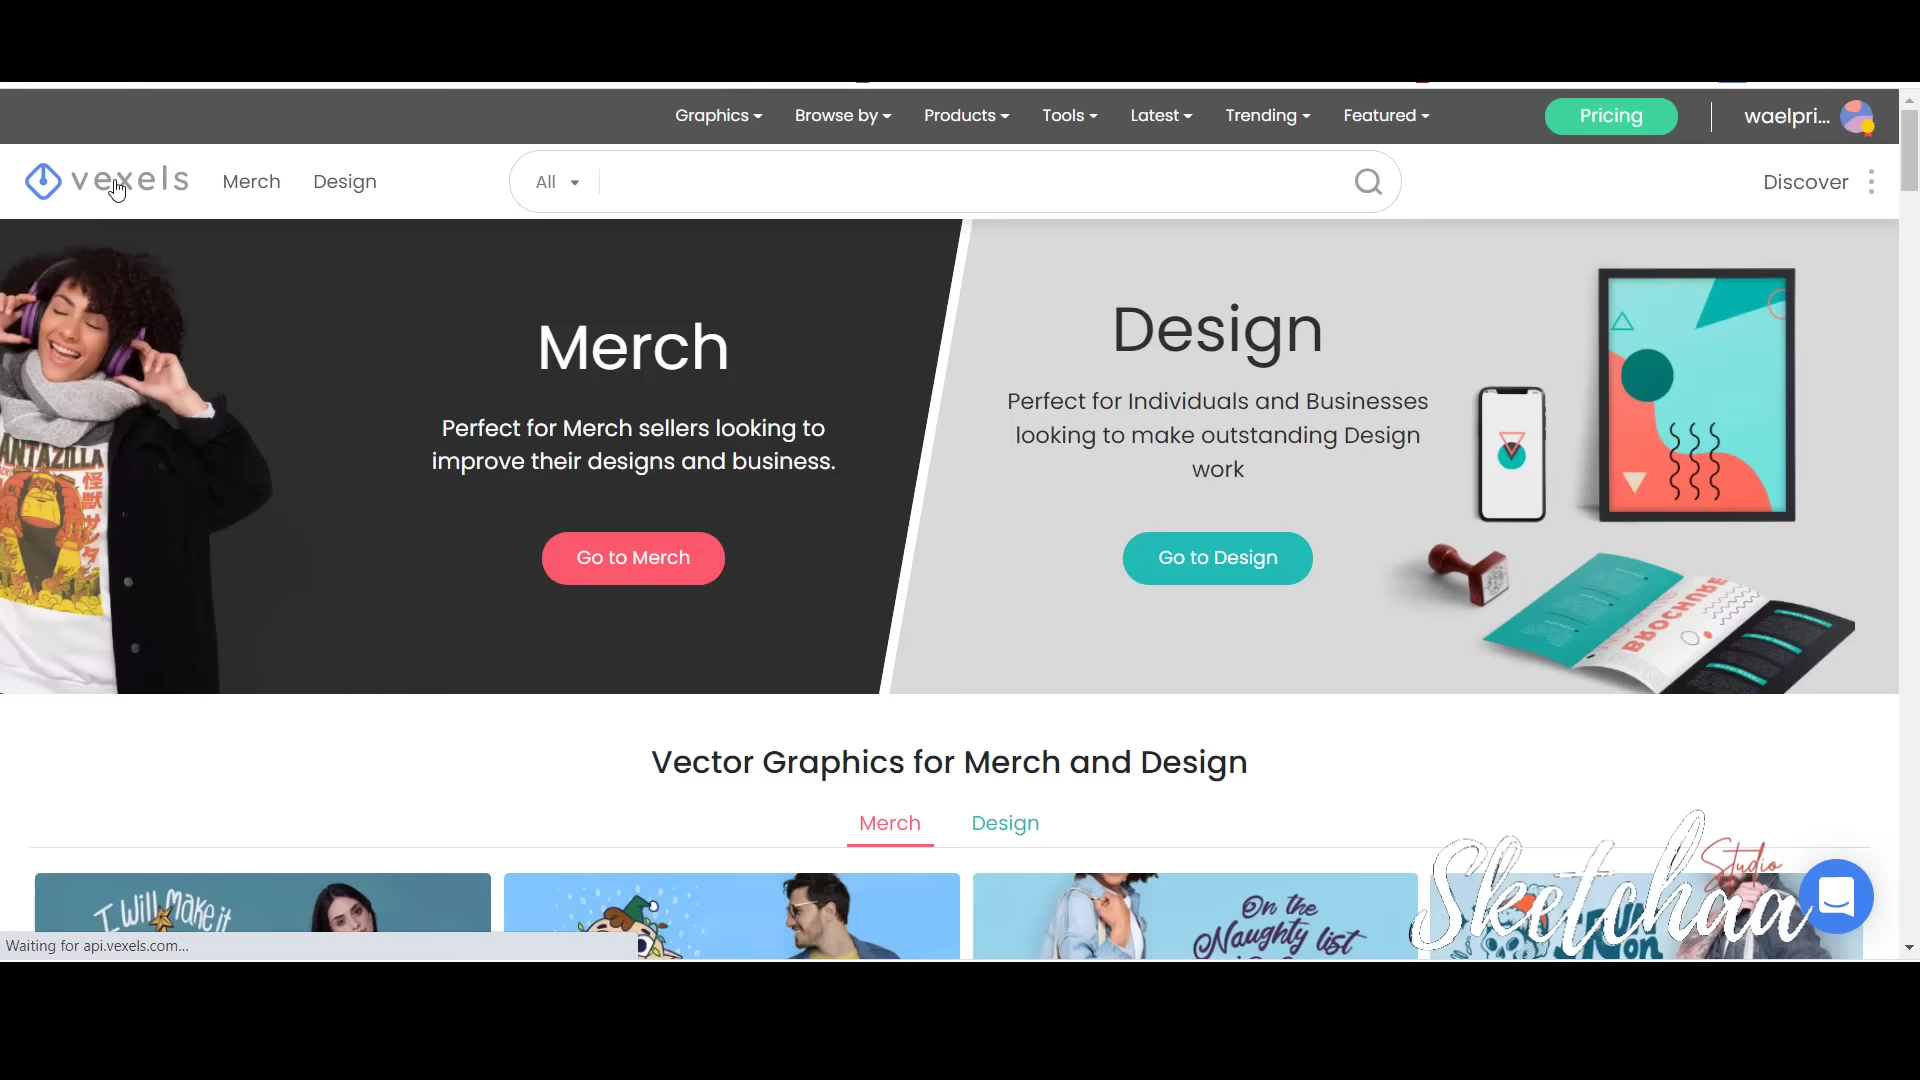 Graphics Browse by Products Tools Latest Trending Featured Pricing waelpri...
vexels Merch Design All Discover
Merch
Perfect for Merch sellers looking to
improve their designs and business.
Go to Merch
Design
Perfect for Individuals and Businesses
looking to make outstanding Design
work
Go to Design
ANTAZILLA
BROCHURE
Vector Graphics for Merch and Design
Merch Design
I will make it
On the
Naughty list
Sketchaa
Studio
Waiting for api.vexels.com...